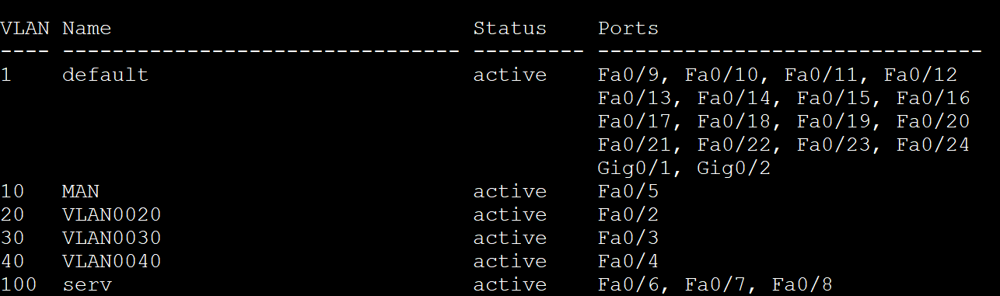 VLAN Name                             Status    Ports
---- -------------------------------- --------- -------------------------------
1    default                          active    Fa0/9, Fa0/10, Fa0/11, Fa0/12
                                                Fa0/13, Fa0/14, Fa0/15, Fa0/16
                                                Fa0/17, Fa0/18, Fa0/19, Fa0/20
                                                Fa0/21, Fa0/22, Fa0/23, Fa0/24
                                                Gig0/1, Gig0/2
10   MAN                              active    Fa0/5
20   VLAN0020                         active    Fa0/2
30   VLAN0030                         active    Fa0/3
40   VLAN0040                         active    Fa0/4
100  serv                             active    Fa0/6, Fa0/7, Fa0/8